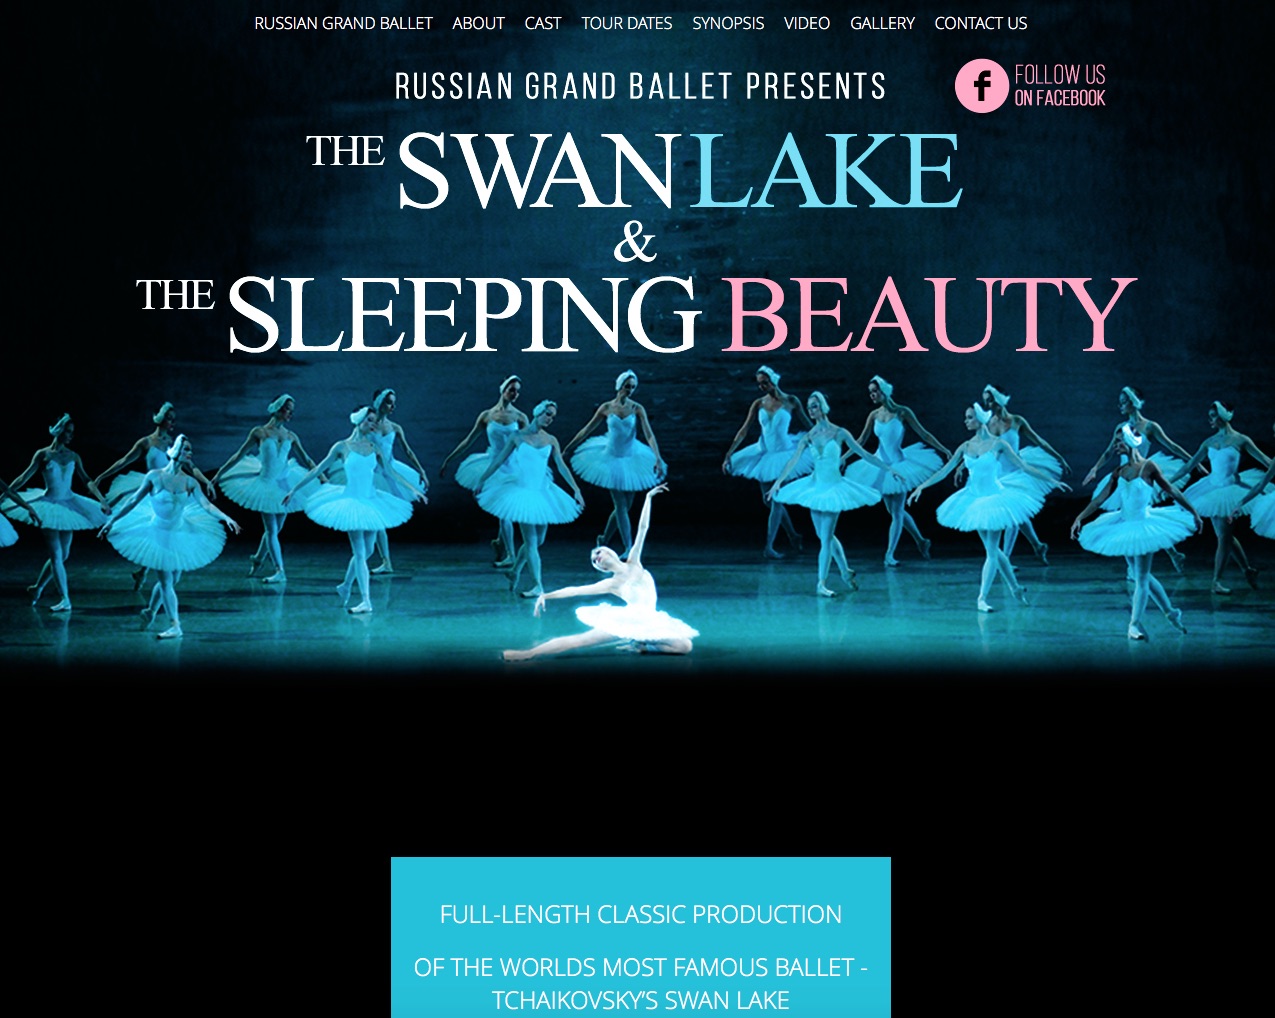 RUSSIAN GRAND BALLET ABOUT CAST TOUR DATES SYNOPSIS VIDEO GALLERY CONTACT US
RUSSIAN GRAND BALLET PRESENTS
f FOLLOW US
ON FACEBOOK
THE SWAN LAKE
&
THE SLEEPING BEAUTY
FULL-LENGTH CLASSIC PRODUCTION
OF THE WORLDS MOST FAMOUS BALLET -
TCHAIKOVSKY'S SWAN LAKE